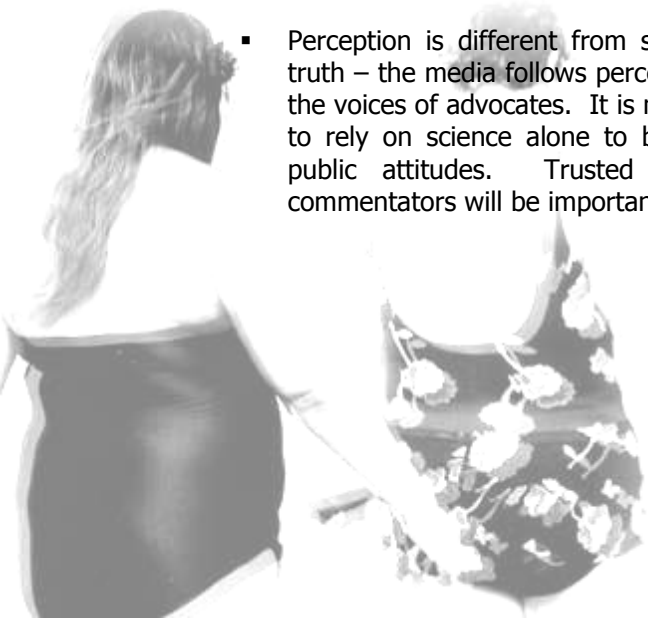 ▪ Perception is different from s
truth – the media follows perce
the voices of advocates. It is n
to rely on science alone to b
public attitudes. Trusted
commentators will be importan